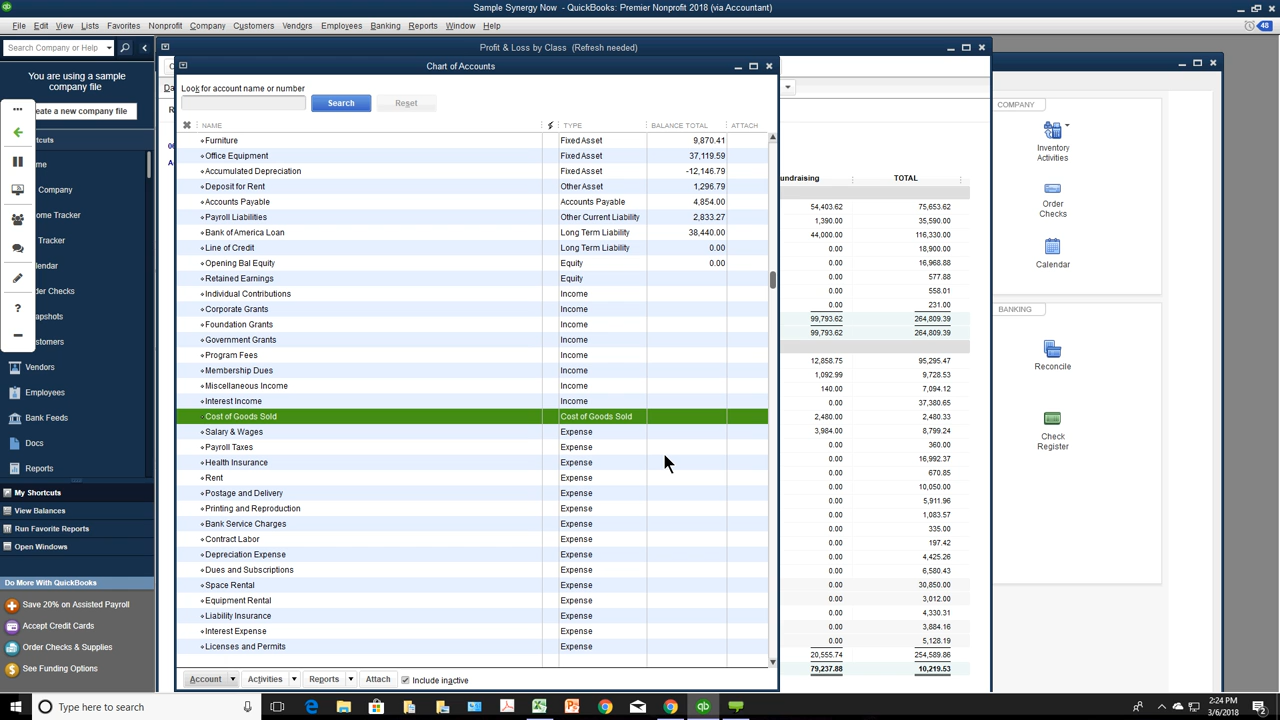 Sample Synergy Now - QuickBooks: Premier Nonprofit 2018 (via Accountant)
File Edit View Lists Favorites Nonprofit Company Customers Vendors Employees Banking Reports Window Help
48
Search Company or Help
Profit & Loss by Class (Refresh needed)
You are using a sample
company file
eate a new company file
Chart of Accounts
Look for account name or number
Search Reset
NAME TYPE BALANCE TOTAL ATTACH
Furniture Fixed Asset 9,870.41
Office Equipment Fixed Asset 37,119.59
Accumulated Depreciation Fixed Asset -12,146.79
Deposit for Rent Other Asset 1,296.79
Accounts Payable Accounts Payable 4,854.00
Payroll Liabilities Other Current Liability 2,833.27
Bank of America Loan Long Term Liability 38,440.00
Line of Credit Long Term Liability 0.00
Opening Bal Equity Equity 0.00
Retained Earnings Equity
Individual Contributions Income
Corporate Grants Income
Foundation Grants Income
Government Grants Income
Program Fees Income
Membership Dues Income
Miscellaneous Income Income
Interest Income Income
Cost of Goods Sold Cost of Goods Sold
Salary & Wages Expense
Payroll Taxes Expense
Health Insurance Expense
Rent Expense
Postage and Delivery Expense
Printing and Reproduction Expense
Bank Service Charges Expense
Contract Labor Expense
Depreciation Expense Expense
Dues and Subscriptions Expense
Space Rental Expense
Equipment Rental Expense
Liability Insurance Expense
Interest Expense Expense
Licenses and Permits Expense
Account Activities Reports Attach Include inactive
undraising TOTAL
54,403.62 75,653.62
1,390.00 35,590.00
44,000.00 116,330.00
0.00 18,900.00
0.00 16,968.88
0.00 577.88
0.00 558.01
0.00 231.00
99,793.62 264,809.39
99,793.62 264,809.39
12,858.75 95,295.47
1,092.99 9,728.53
140.00 7,094.12
0.00 37,380.65
2,480.00 2,480.33
3,984.00 8,799.24
0.00 360.00
0.00 16,992.37
0.00 670.85
0.00 10,050.00
0.00 5,911.96
0.00 1,083.57
0.00 335.00
0.00 197.42
0.00 4,425.26
0.00 6,580.43
0.00 30,850.00
0.00 3,012.00
0.00 4,330.31
0.00 3,884.16
0.00 5,128.19
20,555.74 254,589.86
79,237.88 10,219.53
COMPANY
Inventory
Activities
Order
Checks
Calendar
BANKING
Reconcile
Check
Register
tcuts
me
Company
ome Tracker
Tracker
lendar
der Checks
apshots
ustomers
Vendors
Employees
Bank Feeds
Docs
Reports
My Shortcuts
View Balances
Run Favorite Reports
Open Windows
Do More With QuickBooks
Save 20% on Assisted Payroll
Accept Credit Cards
Order Checks & Supplies
See Funding Options
Type here to search
2:24 PM
3/6/2018